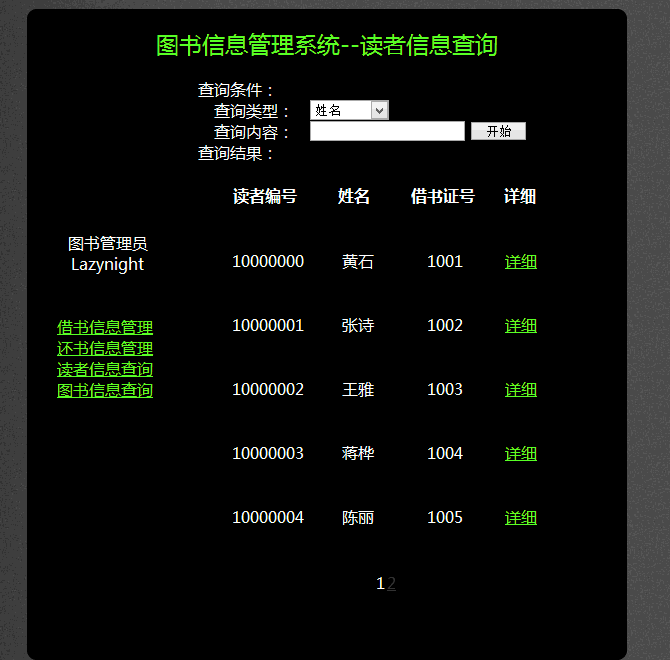 图书信息管理系统--读者信息查询
查询条件：
查询类型： 姓名
查询内容： 开始
查询结果：
图书管理员
Lazynight
借书信息管理
还书信息管理
读者信息查询
图书信息查询
读者编号 姓名 借书证号 详细
10000000 黄石 1001 详细
10000001 张诗 1002 详细
10000002 王雅 1003 详细
10000003 蒋桦 1004 详细
10000004 陈丽 1005 详细
1 2